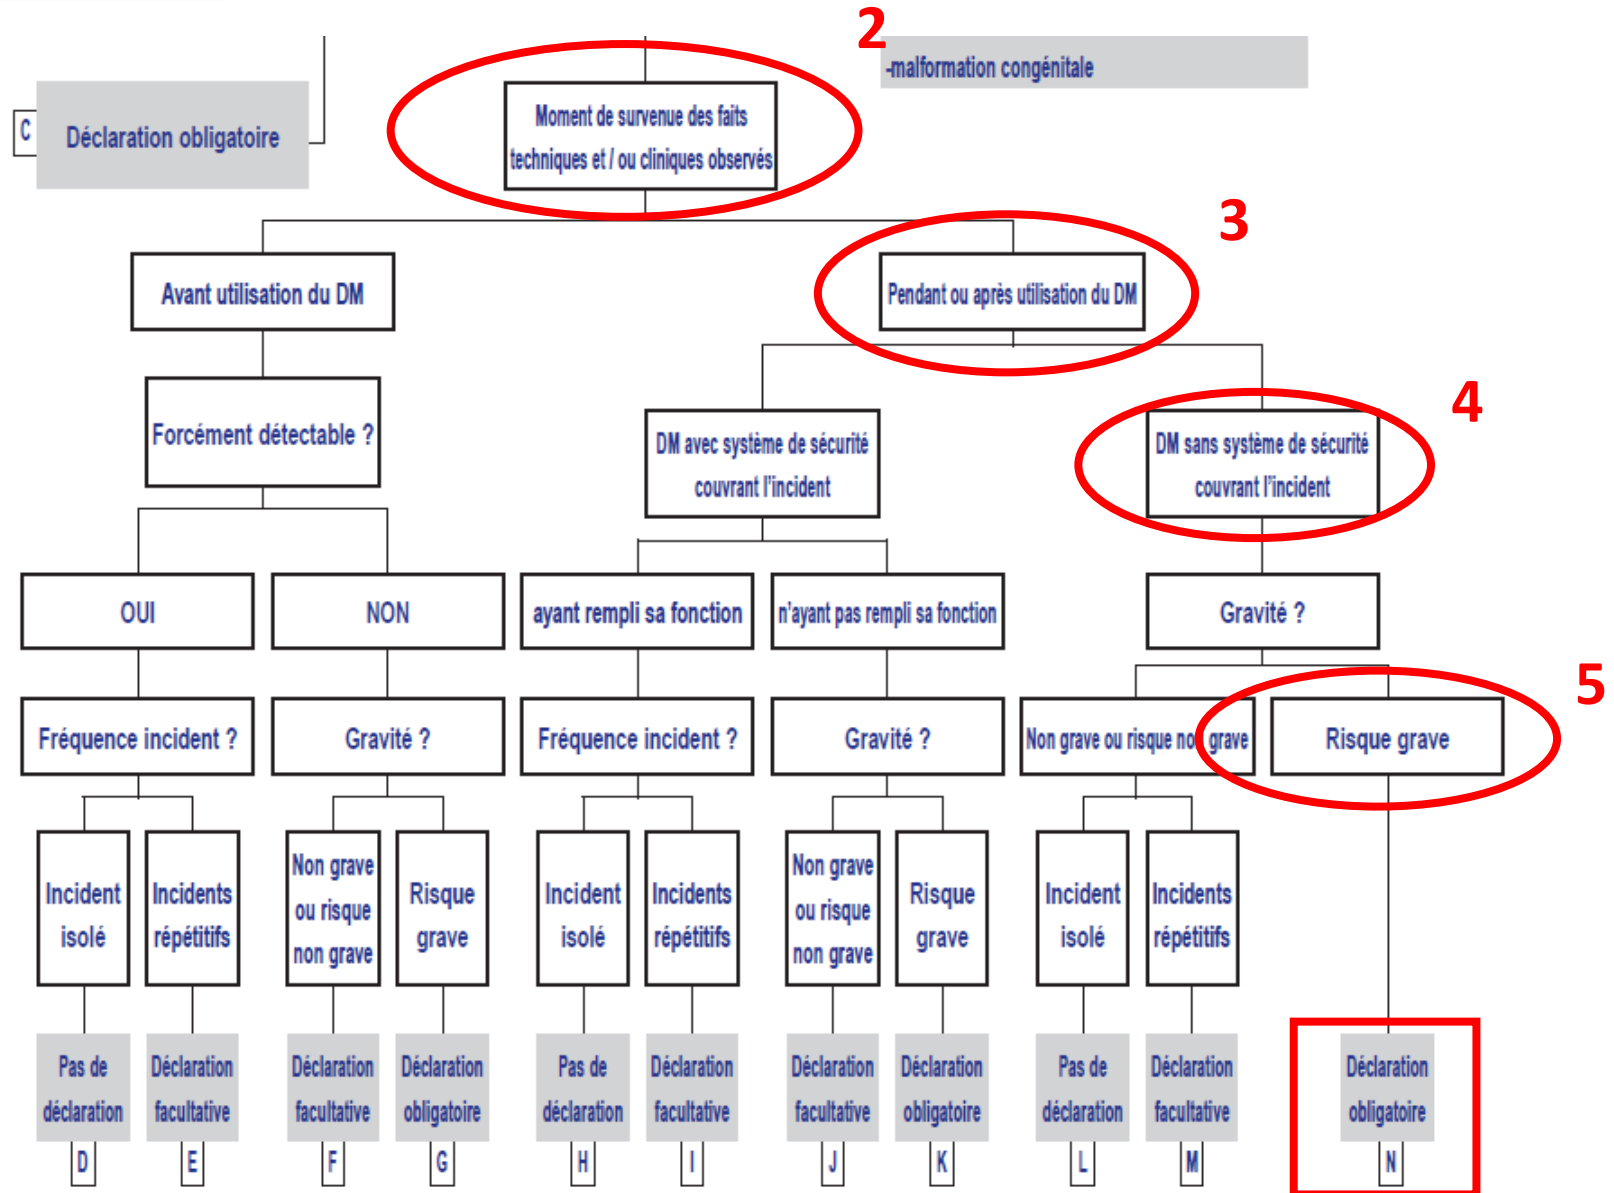 2
-malformation congénitale
C
Déclaration obligatoire
Moment de survenue des faits
techniques et / ou cliniques observés
3
Avant utilisation du DM
Pendant ou après utilisation du DM
4
Forcément détectable ?
DM avec système de sécurité
couvrant l'incident
DM sans système de sécurité
couvrant l'incident
OUI
NON
ayant rempli sa fonction
n'ayant pas rempli sa fonction
Gravité ?
5
Fréquence incident ?
Gravité ?
Fréquence incident ?
Gravité ?
Non grave ou risque non grave
Risque grave
Incident
isolé
Incidents
répétitifs
Non grave
ou risque
non grave
Risque
grave
Incident
isolé
Incidents
répétitifs
Non grave
ou risque
non grave
Risque
grave
Incident
isolé
Incidents
répétitifs
Pas de
déclaration
Déclaration
facultative
Déclaration
facultative
Déclaration
obligatoire
Pas de
déclaration
Déclaration
facultative
Déclaration
facultative
Déclaration
obligatoire
Pas de
déclaration
Déclaration
facultative
Déclaration
obligatoire
D
E
F
G
H
I
J
K
L
M
N